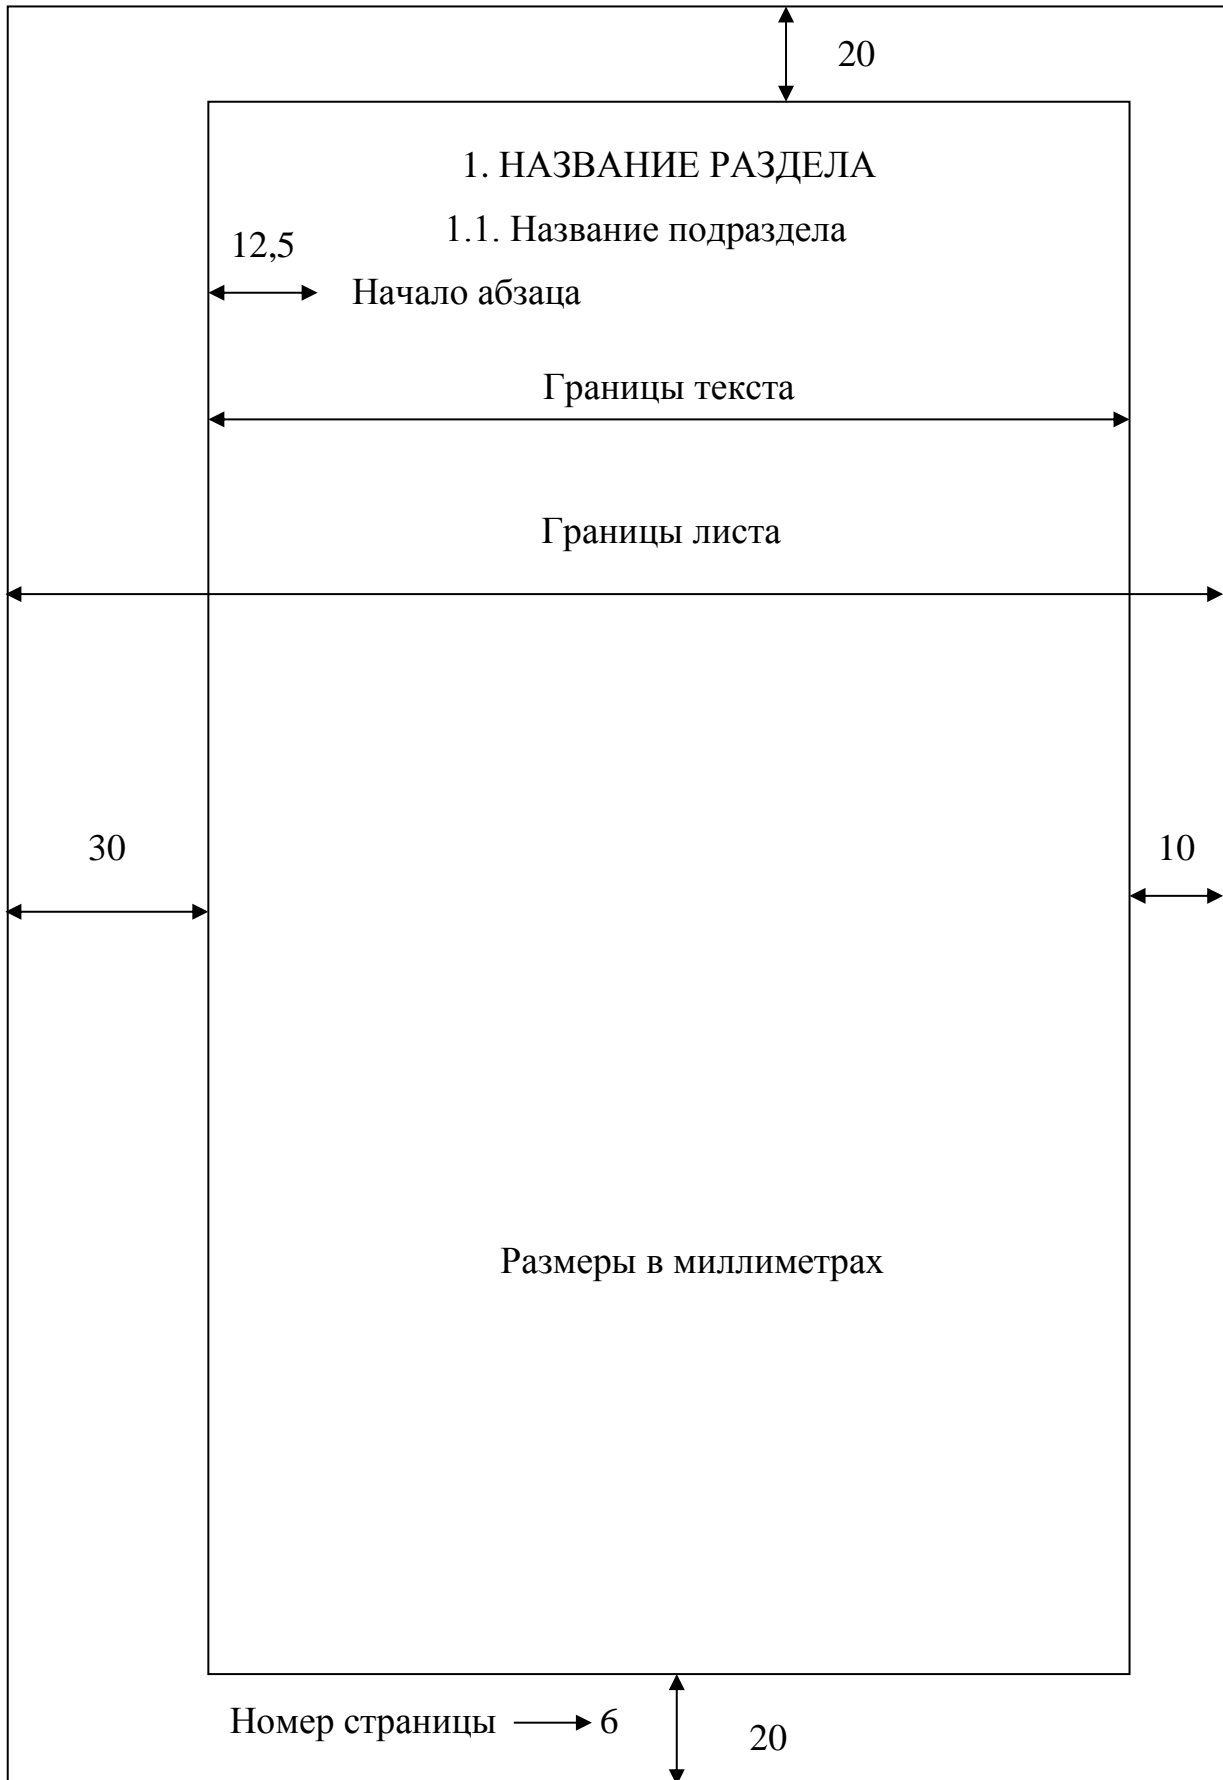 20
1. НАЗВАНИЕ РАЗДЕЛА
1.1. Название подраздела
12,5
Начало абзаца
Границы текста
Границы листа
30
10
Размеры в миллиметрах
Номер страницы 6
20